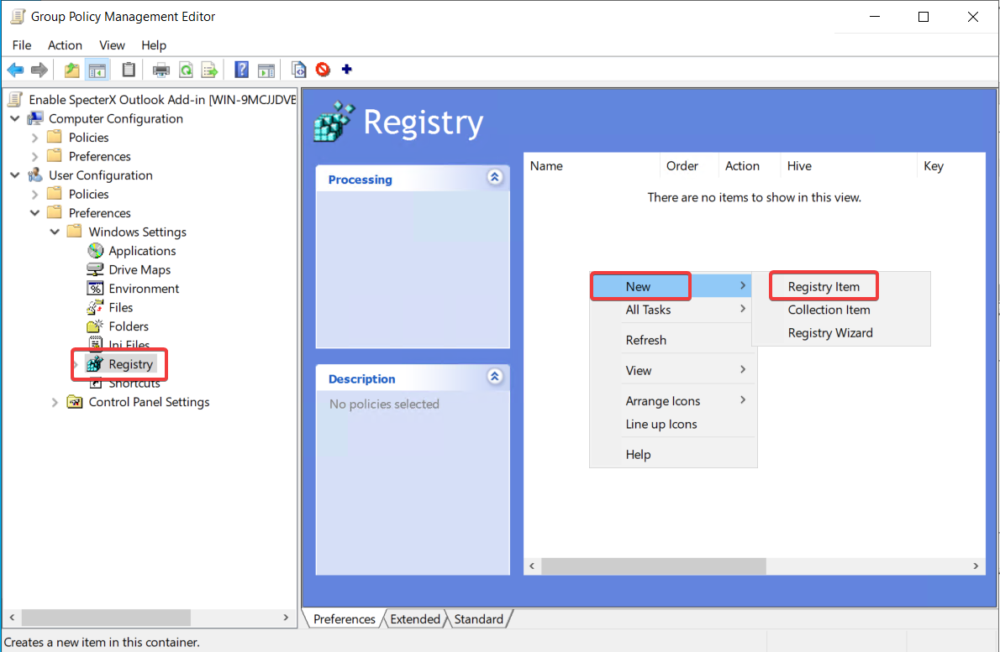 Group Policy Management Editor
File Action View Help
Enable SpecterX Outlook Add-in [WIN-9MCJJDVE
Computer Configuration
Policies
Preferences
User Configuration
Policies
Preferences
Windows Settings
Applications
Drive Maps
Environment
Files
Folders
Ini Files
Registry
Shortcuts
Control Panel Settings
Registry
Processing
Description
No policies selected
Name Order Action Hive Key
There are no items to show in this view.
New
All Tasks
Refresh
View
Arrange Icons
Line up Icons
Help
Registry Item
Collection Item
Registry Wizard
Preferences Extended Standard
Creates a new item in this container.